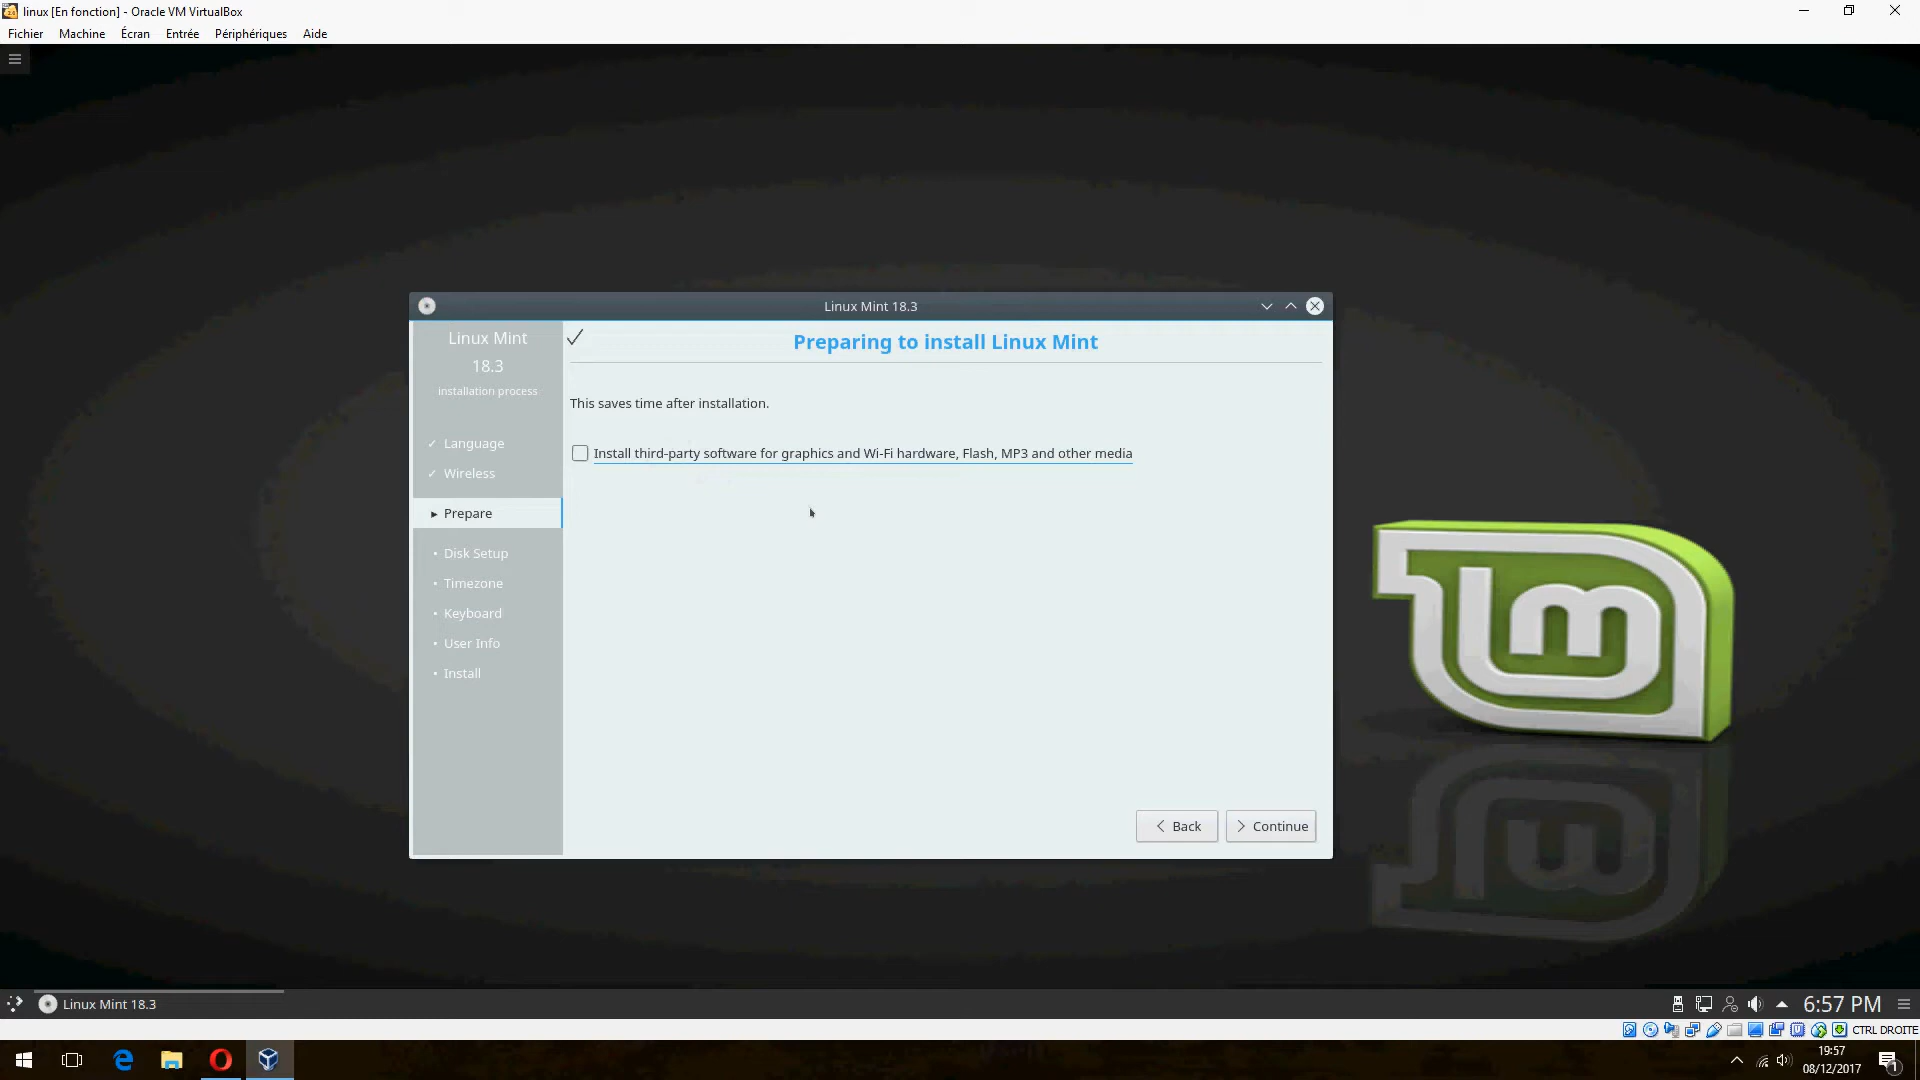 linux [En fonction] - Oracle VM VirtualBox
Fichier Machine Écran Entrée Périphériques Aide
Linux Mint 18.3
Linux Mint
18.3
installation process
✓ Language
✓ Wireless
▸ Prepare
• Disk Setup
• Timezone
• Keyboard
• User Info
• Install
Preparing to install Linux Mint
This saves time after installation.
Install third-party software for graphics and Wi-Fi hardware, Flash, MP3 and other media
Back
Continue
lm
Linux Mint 18.3
6:57 PM
CTRL DROITE
19:57
08/12/2017
1